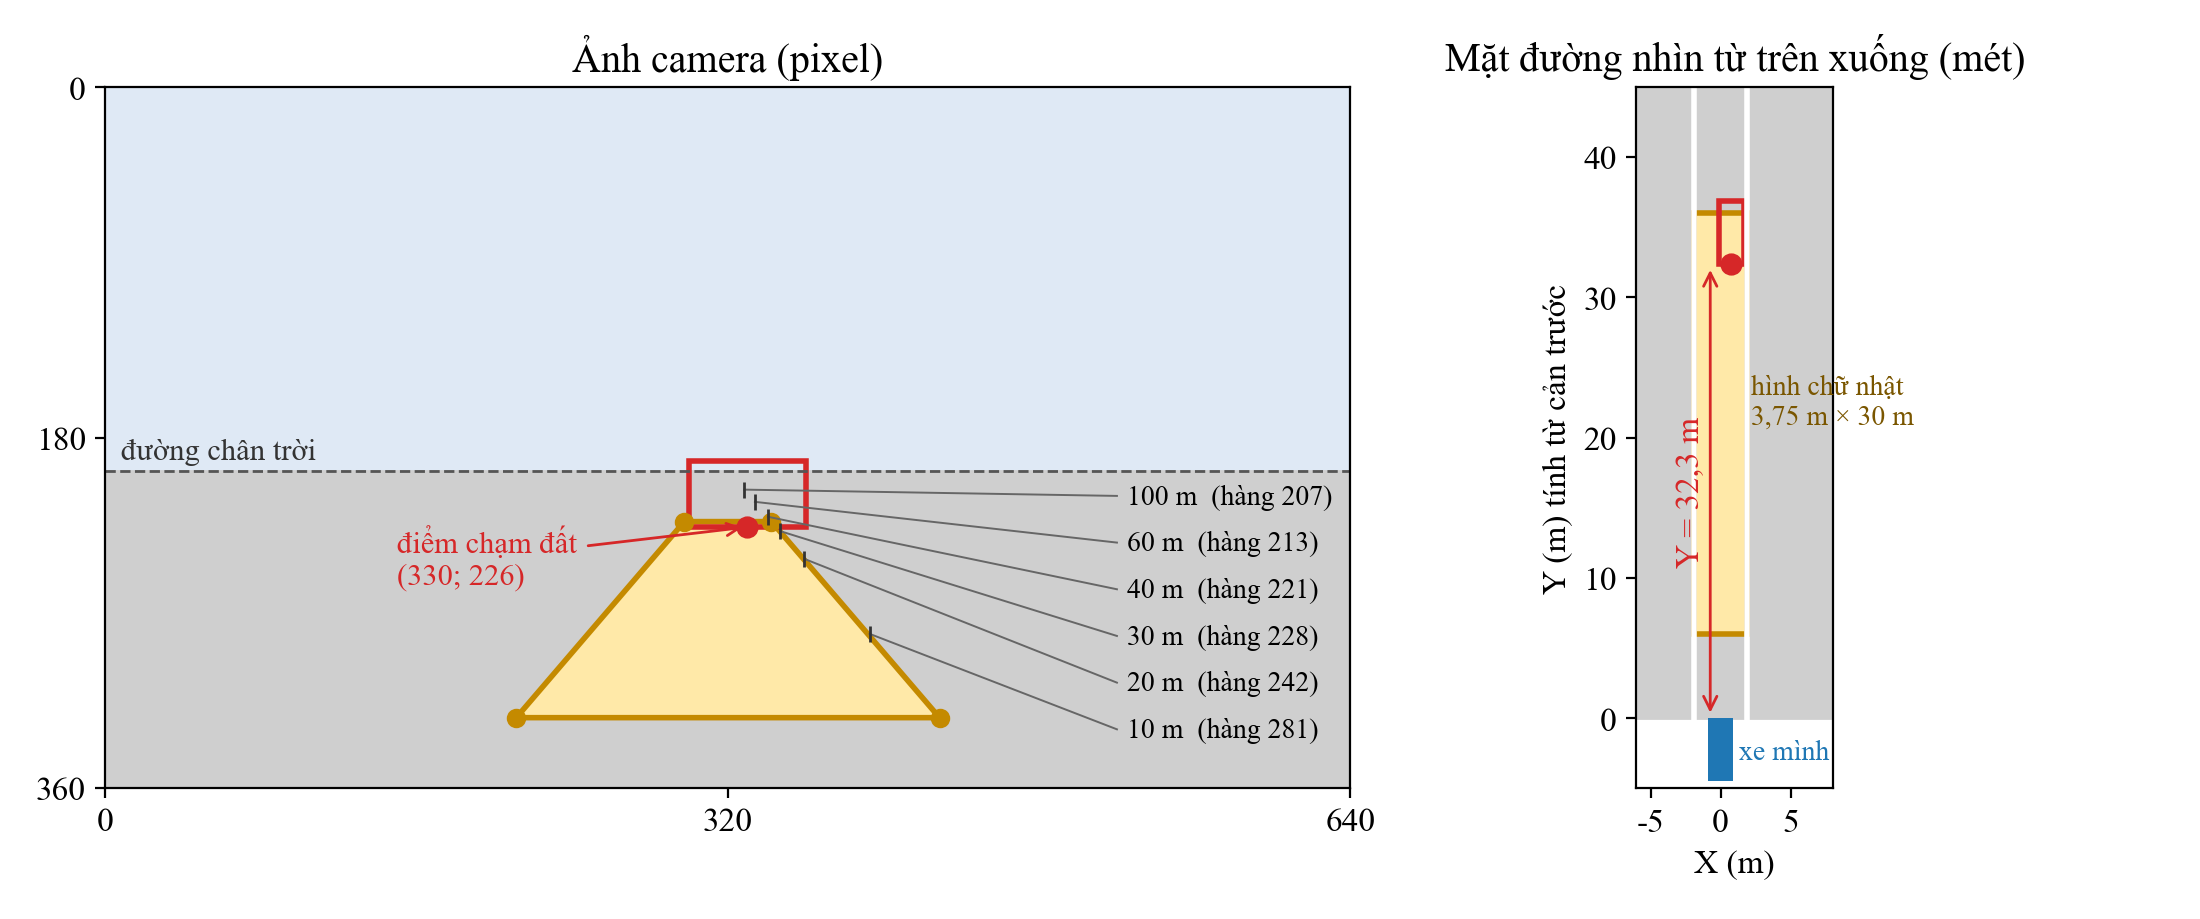 Ảnh camera (pixel)
0
180
360
0
320
640
đường chân trời
điểm chạm đất
(330; 226)
100 m (hàng 207)
60 m (hàng 213)
40 m (hàng 221)
30 m (hàng 228)
20 m (hàng 242)
10 m (hàng 281)
Mặt đường nhìn từ trên xuống (mét)
Y (m) tính từ cản trước
40
30
20
10
0
Y = 32,3 m
hình chữ nhật
3,75 m × 30 m
xe mình
-5
0
5
X (m)